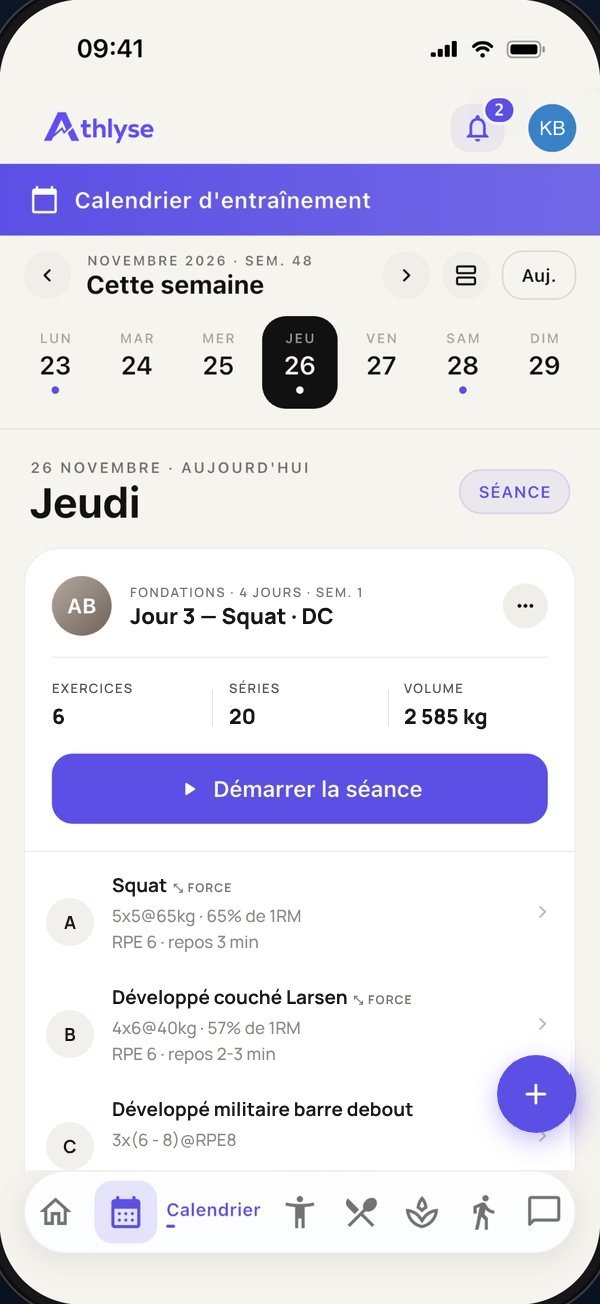 09:41
Athlyse
2
KB
Calendrier d'entraînement
NOVEMBRE 2026 · SEM. 48
Cette semaine
Auj.
LUN MAR MER JEU VEN SAM DIM
23 24 25 26 27 28 29
26 NOVEMBRE · AUJOURD'HUI
Jeudi
SÉANCE
AB
FONDATIONS · 4 JOURS · SEM. 1
Jour 3 — Squat · DC
EXERCICES SÉRIES VOLUME
6 20 2 585 kg
Démarrer la séance
A
Squat FORCE
5x5@65kg · 65% de 1RM
RPE 6 · repos 3 min
B
Développé couché Larsen FORCE
4x6@40kg · 57% de 1RM
RPE 6 · repos 2-3 min
C
Développé militaire barre debout
3x(6 - 8)@RPE8
Calendrier